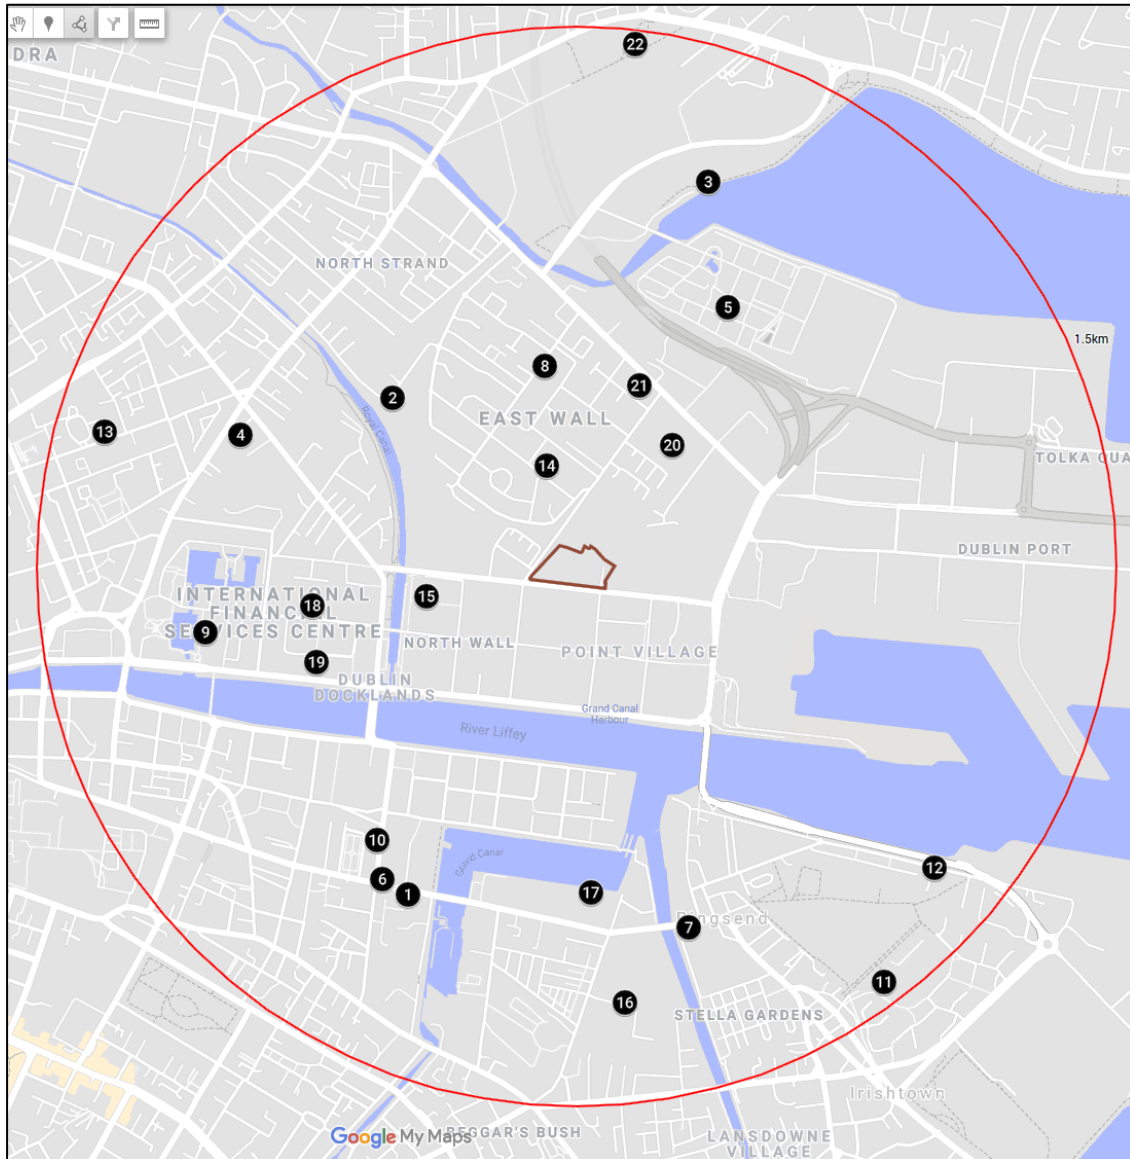 22
DRA
3
NORTH STRAND
5
1.5km
8
21
2
EAST WALL
13
4
Royal Canal
20
TOLKA QUA
14
DUBLIN PORT
INTERNATIONAL
FINANCIAL
SERVICES CENTRE
18
15
9
NORTH WALL
POINT VILLAGE
19
DUBLIN
DOCKLANDS
Grand Canal
Harbour
River Liffey
10
Grand Canal
12
6
1
17
7
Ringsend
11
16
STELLA GARDENS
Irishtown
Google My Maps
BEGGAR'S BUSH
LANSDOWNE
VILLAGE